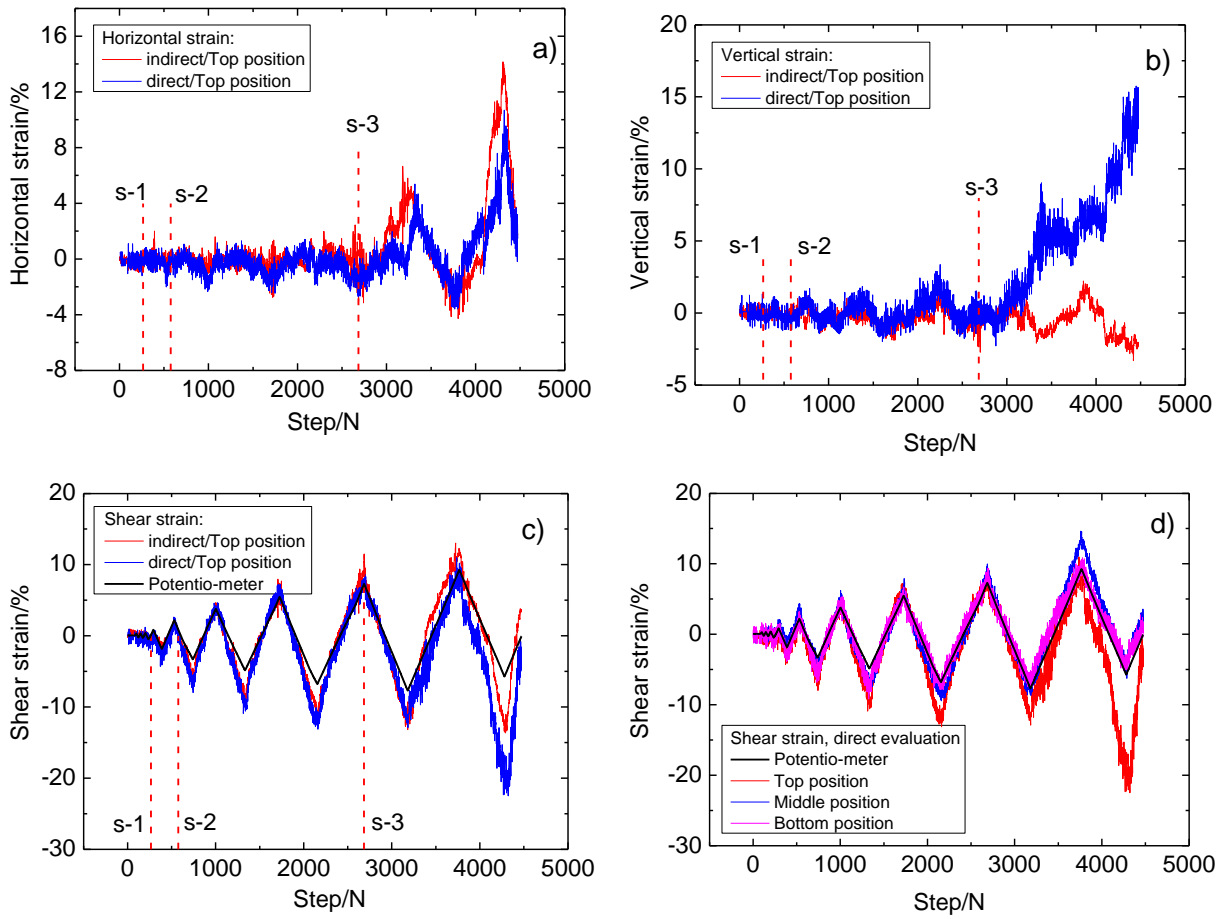 a)
Horizontal strain:
indirect/Top position
direct/Top position
s-1
s-2
s-3
16
12
8
4
0
-4
-8
Horizontal strain/%
0 1000 2000 3000 4000 5000
Step/N
b)
Vertical strain:
indirect/Top position
direct/Top position
s-1
s-2
s-3
20
15
10
5
0
-5
Vertical strain/%
0 1000 2000 3000 4000 5000
Step/N
c)
Shear strain:
indirect/Top position
direct/Top position
Potentio-meter
s-1
s-2
s-3
20
10
0
-10
-20
-30
Shear strain/%
0 1000 2000 3000 4000 5000
Step/N
d)
Shear strain, direct evaluation
Potentio-meter
Top position
Middle position
Bottom position
20
10
0
-10
-20
-30
Shear strain/%
0 1000 2000 3000 4000 5000
Step/N